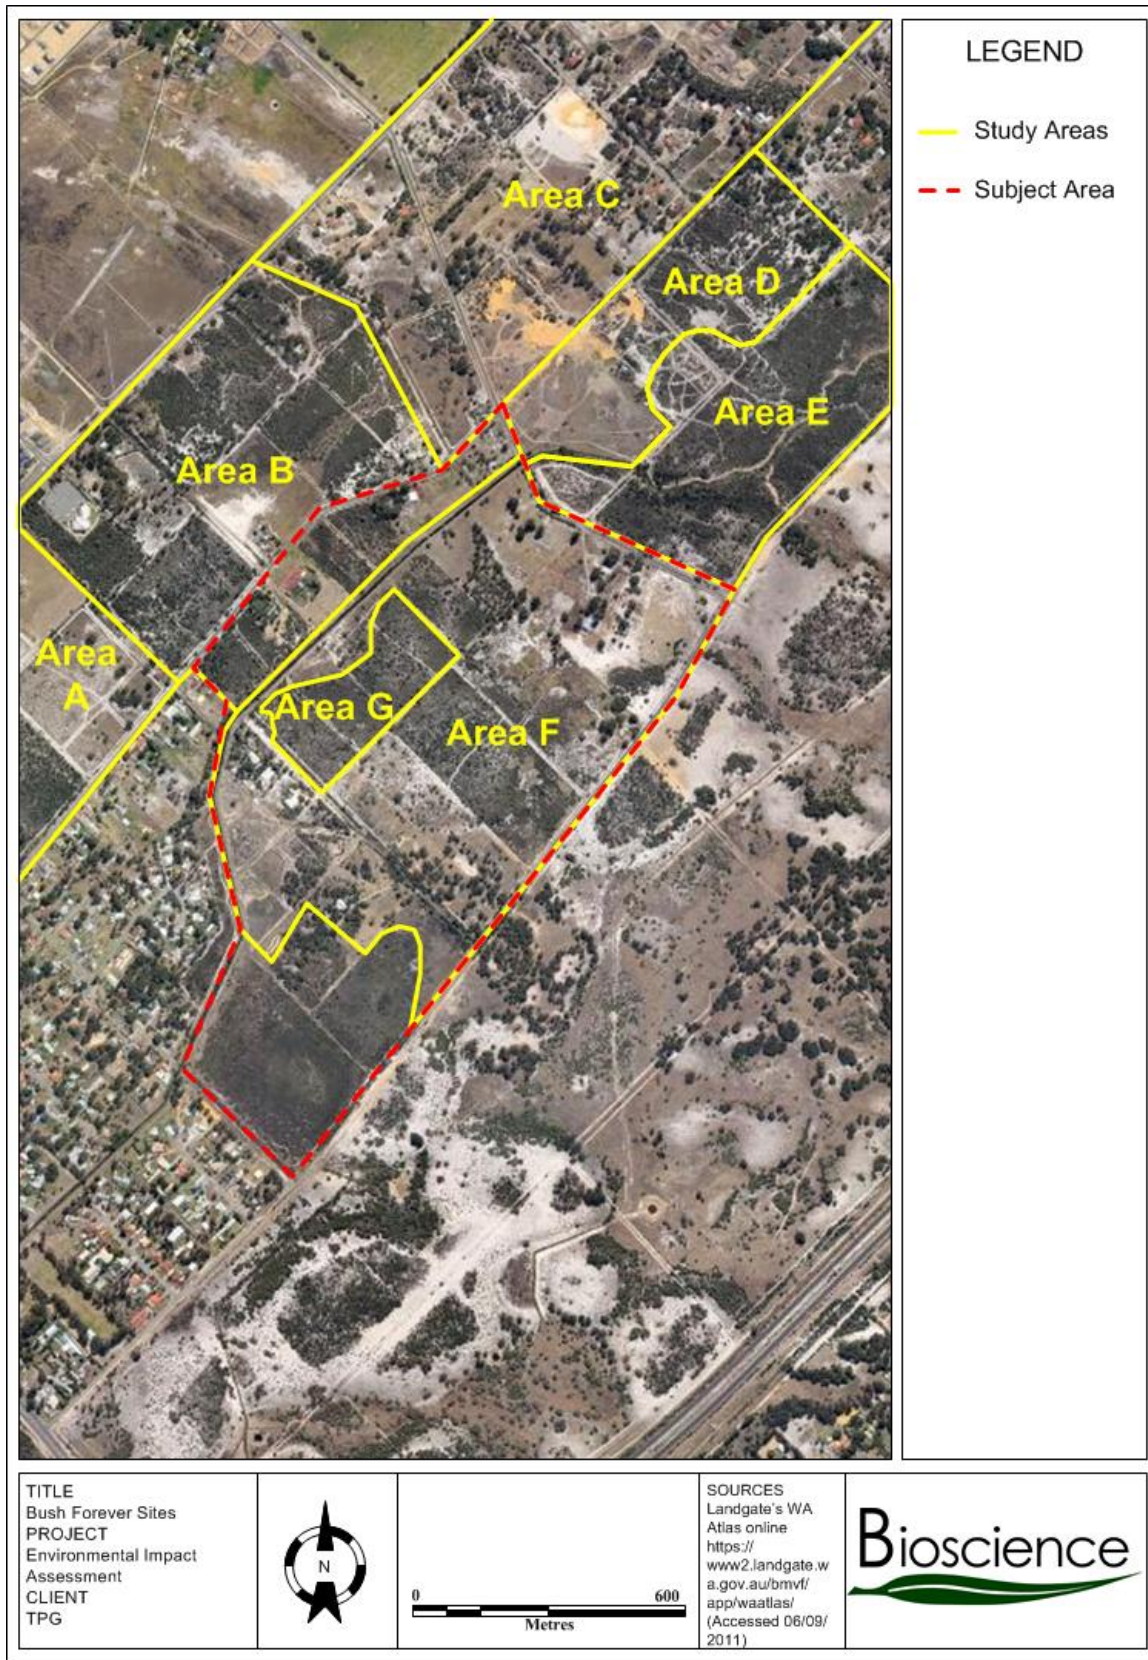 LEGEND
Study Areas
Subject Area
Area C
Area D
Area E
Area B
Area
A
Area G
Area F
TITLE
Bush Forever Sites
PROJECT
Environmental Impact
Assessment
CLIENT
TPG
N
0 600
Metres
SOURCES
Landgate's WA
Atlas online
https://
www2.landgate.w
a.gov.au/bmvf/
app/waatlas/
(Accessed 06/09/
2011)
Bioscience